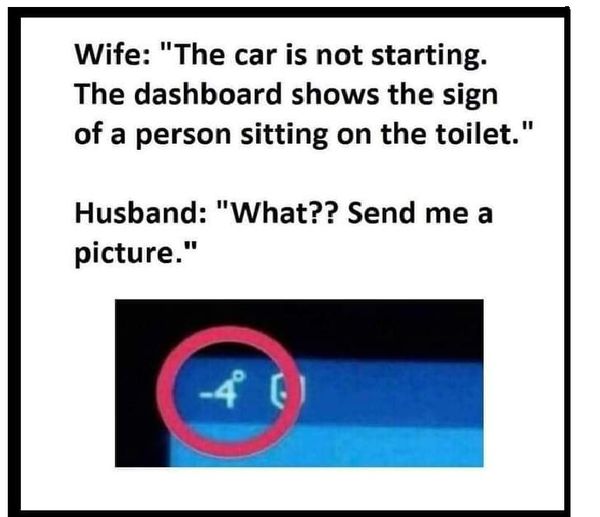 Wife: "The car is not starting.
The dashboard shows the sign
of a person sitting on the toilet."
Husband: "What?? Send me a
picture."
-4°